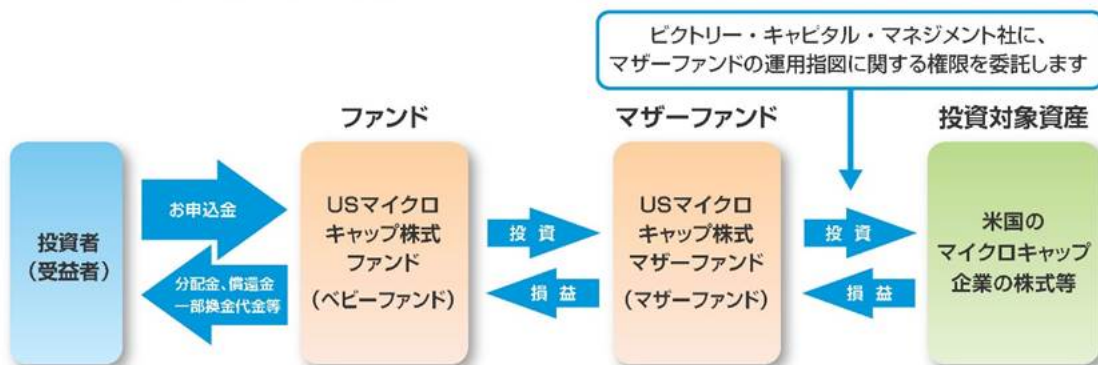 ビクトリー・キャピタル・マネジメント社に、
マザーファンドの運用指図に関する権限を委託します
ファンド
マザーファンド
投資対象資産
投資者
(受益者)
お申込金
分配金、償還金
一部換金代金等
USマイクロ
キャップ株式
ファンド
(ベビーファンド)
投資
損益
USマイクロ
キャップ株式
マザーファンド
(マザーファンド)
投資
損益
米国の
マイクロキャップ
企業の株式等